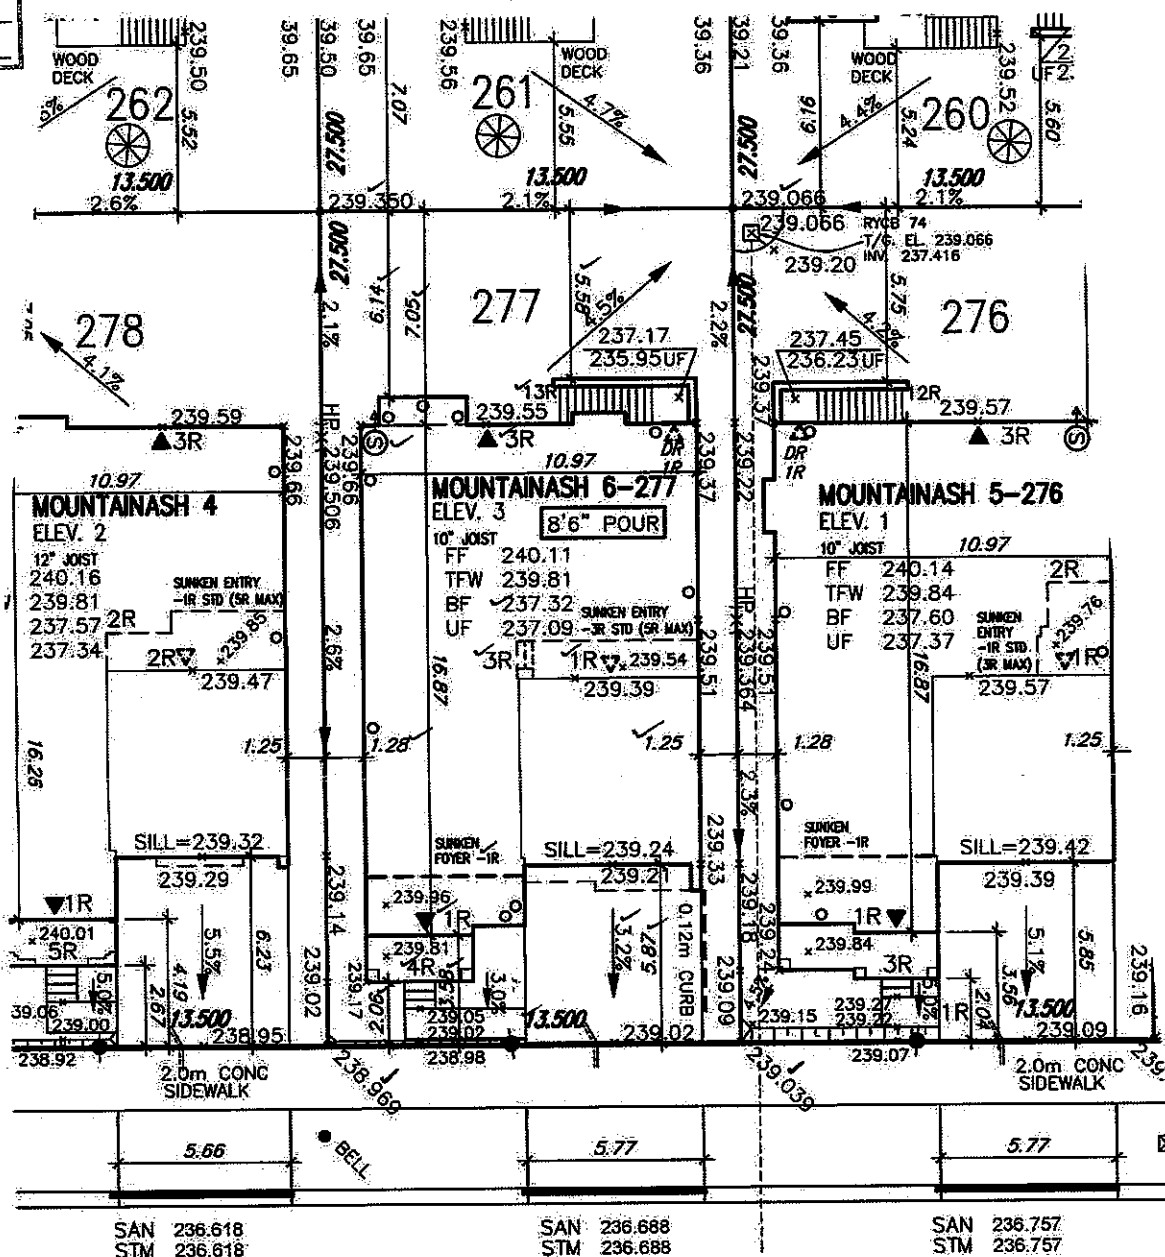 39.65
39.50
39.65
239.50
WOOD
DECK
262
5.52
13.500
2.6%
27.500
7.07
239.56
WOOD
DECK
261
5.55
4.7%
13.500
2.1%
239.350
39.36
39.21
39.36
27.500
6.16
WOOD
DECK
4.4%
5.24
260
239.52
5.60
13.500
2.1%
239.066
239.066
RYCB 74
T/G. EL. 239.066
INV. 237.416
239.20
278
4.1%
27.500
2.1%
6.14
7.05
277
5.58
237.17
235.95UF
27.500
2.2%
5.75
276
237.45
236.23UF
239.59
3R
239.66
HP. 239.506
239.66
S
13R
239.55
3R
DR
1R
239.37
239.22
239.37
DR
1R
2R
239.57
3R
S
10.97
MOUNTAINASH 4
ELEV. 2
12" JOIST
240.16
239.81
237.57
237.34
SUNKEN ENTRY
-1R STD (5R MAX)
2R
239.85
2R
239.47
16.25
1.25
2.6%
10.97
MOUNTAINASH 6-277
ELEV. 3
8'6" POUR
10" JOIST
FF 240.11
TFW 239.81
BF 237.32
UF 237.09
SUNKEN ENTRY
-3R STD (5R MAX)
3R
1R
239.54
239.39
16.87
1.28
1.25
239.51
HP. 239.364
239.51
2.3%
MOUNTAINASH 5-276
ELEV. 1
10" JOIST
10.97
FF 240.14
TFW 239.84
BF 237.60
UF 237.37
2R
SUNKEN
ENTRY
-1R STD
(3R MAX)
239.76
1R
239.57
16.87
1.28
1.25
SILL=239.32
239.29
1R
240.01
5R
5.0%
39.06
239.00
238.92
2.67
4.19
5.5%
6.23
13.500
238.95
239.14
239.02
239.17
SUNKEN
FOYER -1R
239.96
1R
239.81
4R
2.06
3.0%
239.05
239.02
238.98
SILL=239.24
239.21
3.2%
5.87
0.12m CURB
13.500
239.02
239.33
239.18
239.09
239.24
SUNKEN
FOYER -1R
239.99
1R
239.84
3R
239.15
239.27
239.22
5.0%
1R
239.07
SILL=239.42
239.39
2.04
3.56
5.1%
5.85
13.500
239.09
239.16
2.0m CONC
SIDEWALK
238.969
239.039
2.0m CONC
SIDEWALK
5.66
BELL
5.77
5.77
SAN 236.618
STM 236.618
SAN 236.688
STM 236.688
SAN 236.757
STM 236.757